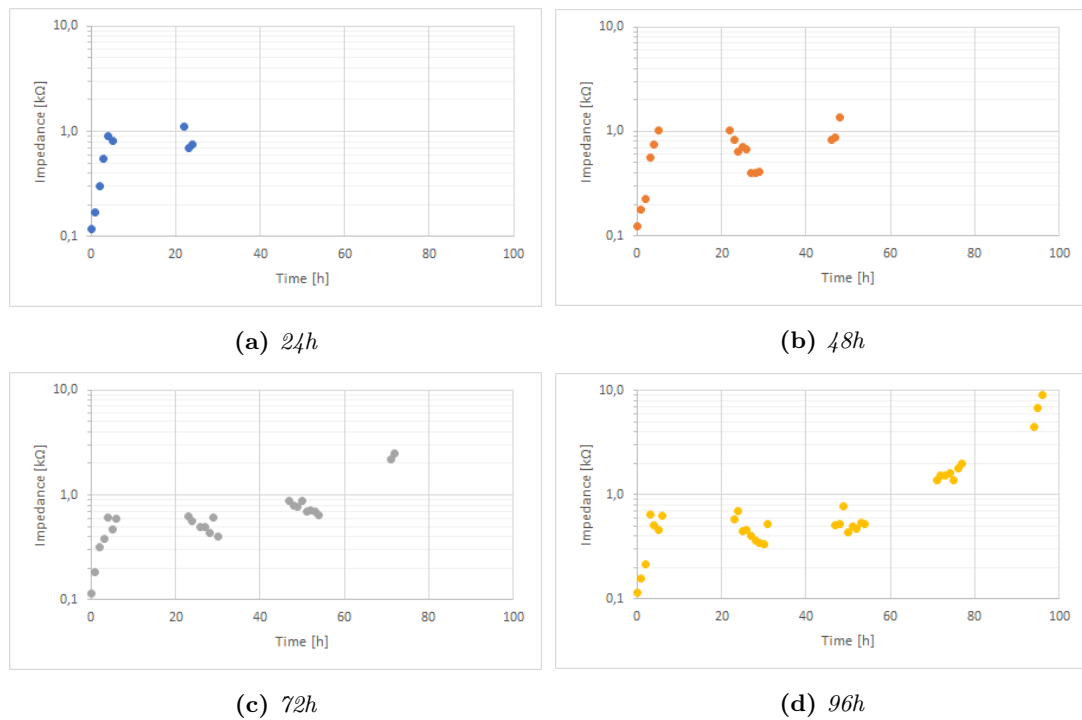 10,0
1,0
0,1
Impedance [kΩ]
0 20 40 60 80 100
Time [h]
(a) 24h
10,0
1,0
0,1
Impedance [kΩ]
0 20 40 60 80 100
Time [h]
(b) 48h
10,0
1,0
0,1
Impedance [kΩ]
0 20 40 60 80 100
Time [h]
(c) 72h
10,0
1,0
0,1
Impedance [kΩ]
0 20 40 60 80 100
Time [h]
(d) 96h